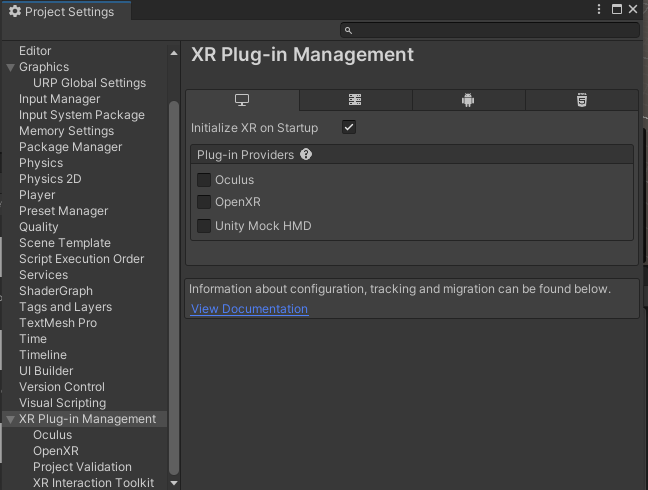 Project Settings
Editor
Graphics
URP Global Settings
Input Manager
Input System Package
Memory Settings
Package Manager
Physics
Physics 2D
Player
Preset Manager
Quality
Scene Template
Script Execution Order
Services
ShaderGraph
Tags and Layers
TextMesh Pro
Time
Timeline
UI Builder
Version Control
Visual Scripting
XR Plug-in Management
Oculus
OpenXR
Project Validation
XR Interaction Toolkit
XR Plug-in Management
Initialize XR on Startup
Plug-in Providers
Oculus
OpenXR
Unity Mock HMD
Information about configuration, tracking and migration can be found below.
View Documentation